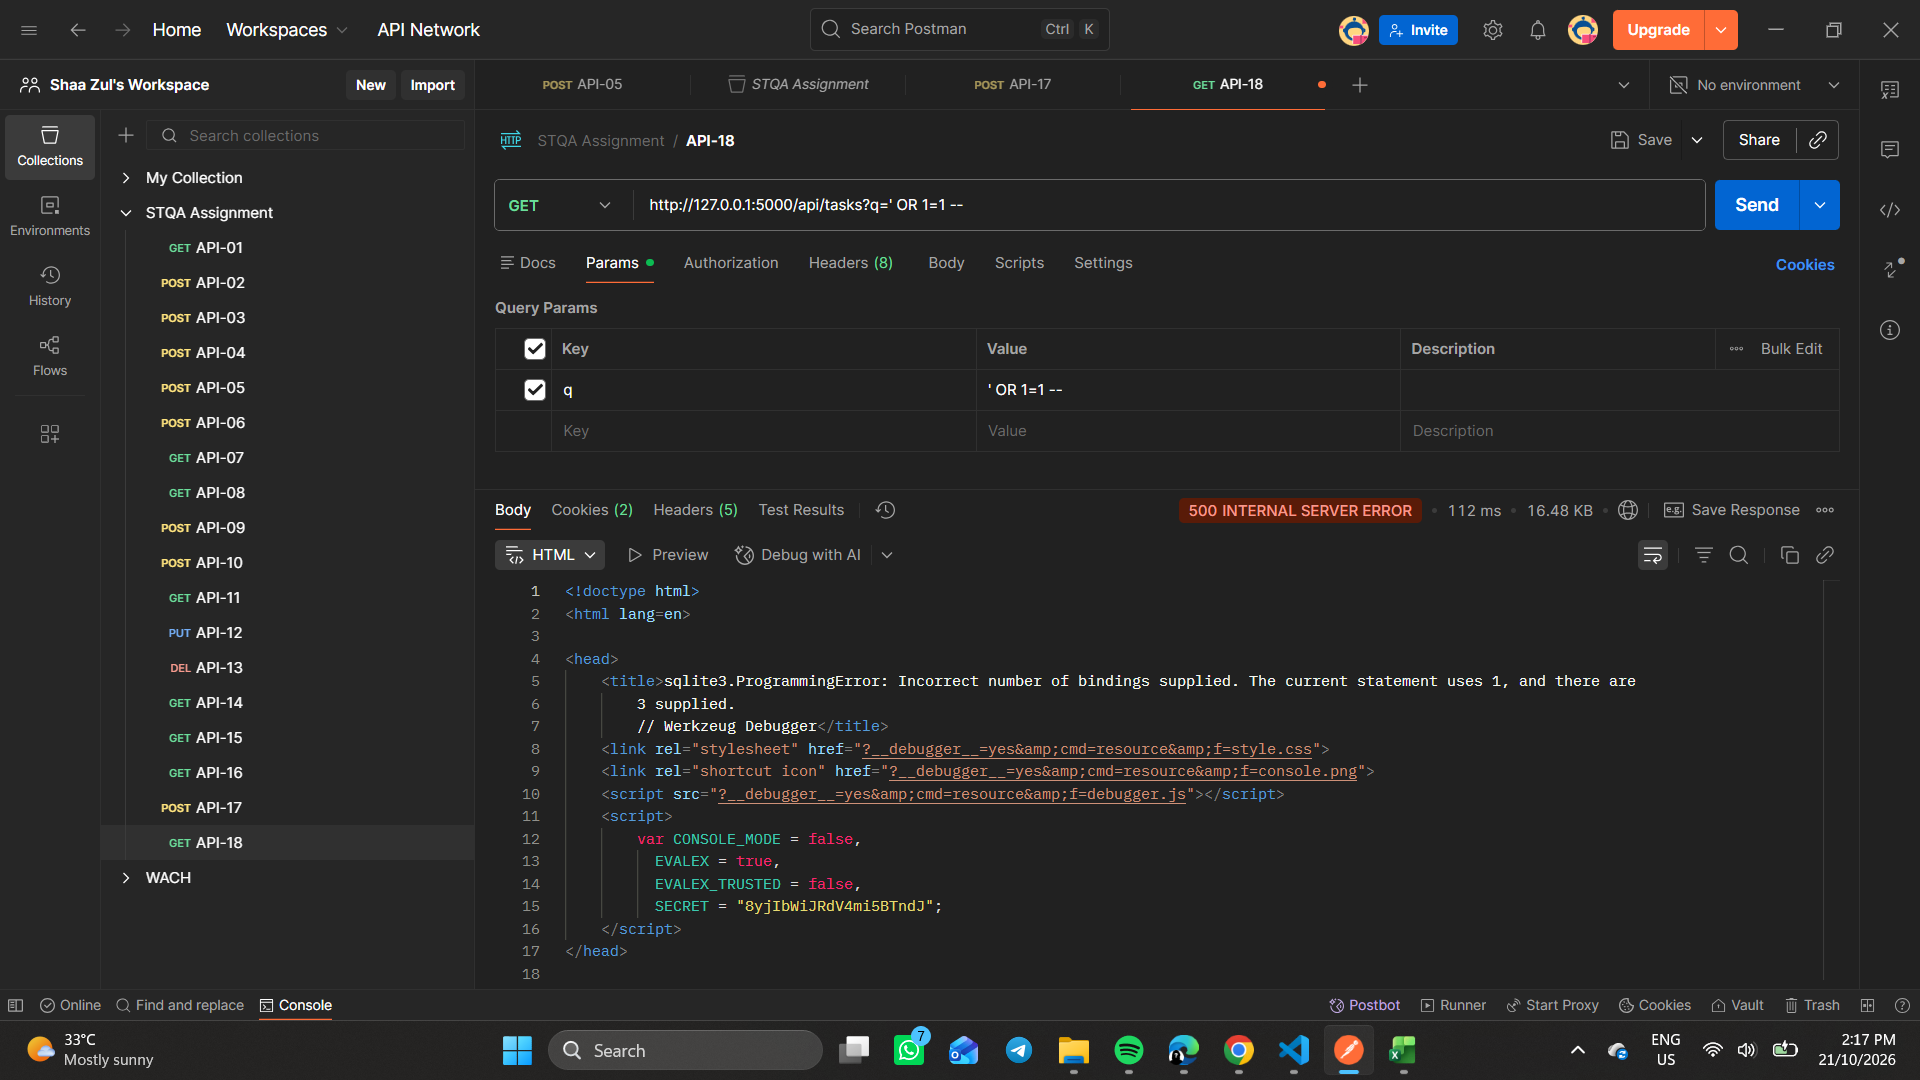 Home
Workspaces
API Network
Search Postman
Ctrl K
Invite
Upgrade
Shaa Zul's Workspace
New
Import
POST API-05
STQA Assignment
POST API-17
GET API-18
No environment
Collections
Environments
History
Flows
Search collections
My Collection
STQA Assignment
GET API-01
POST API-02
POST API-03
POST API-04
POST API-05
POST API-06
GET API-07
GET API-08
POST API-09
POST API-10
GET API-11
PUT API-12
DEL API-13
GET API-14
GET API-15
GET API-16
POST API-17
GET API-18
WACH
HTTP STQA Assignment / API-18
Save
Share
GET
http://127.0.0.1:5000/api/tasks?q=' OR 1=1 --
Send
Docs
Params
Authorization
Headers (8)
Body
Scripts
Settings
Cookies
Query Params
Key Value Description Bulk Edit
q ' OR 1=1 --
Key Value Description
Body
Cookies (2)
Headers (5)
Test Results
500 INTERNAL SERVER ERROR
112 ms
16.48 KB
e.g. Save Response
HTML
Preview
Debug with AI
1 <!doctype html>
2 <html lang=en>
3
4 <head>
5 <title>sqlite3.ProgrammingError: Incorrect number of bindings supplied. The current statement uses 1, and there are
6 3 supplied.
7 // Werkzeug Debugger</title>
8 <link rel="stylesheet" href="?__debugger__=yes&amp;cmd=resource&amp;f=style.css">
9 <link rel="shortcut icon" href="?__debugger__=yes&amp;cmd=resource&amp;f=console.png">
10 <script src="?__debugger__=yes&amp;cmd=resource&amp;f=debugger.js"></script>
11 <script>
12 var CONSOLE_MODE = false,
13 EVALEX = true,
14 EVALEX_TRUSTED = false,
15 SECRET = "8yjIbWiJRdV4mi5BTndJ";
16 </script>
17 </head>
18
Online
Find and replace
Console
Postbot
Runner
Start Proxy
Cookies
Vault
Trash
33°C
Mostly sunny
Search
7
ENG
US
2:17 PM
21/10/2026